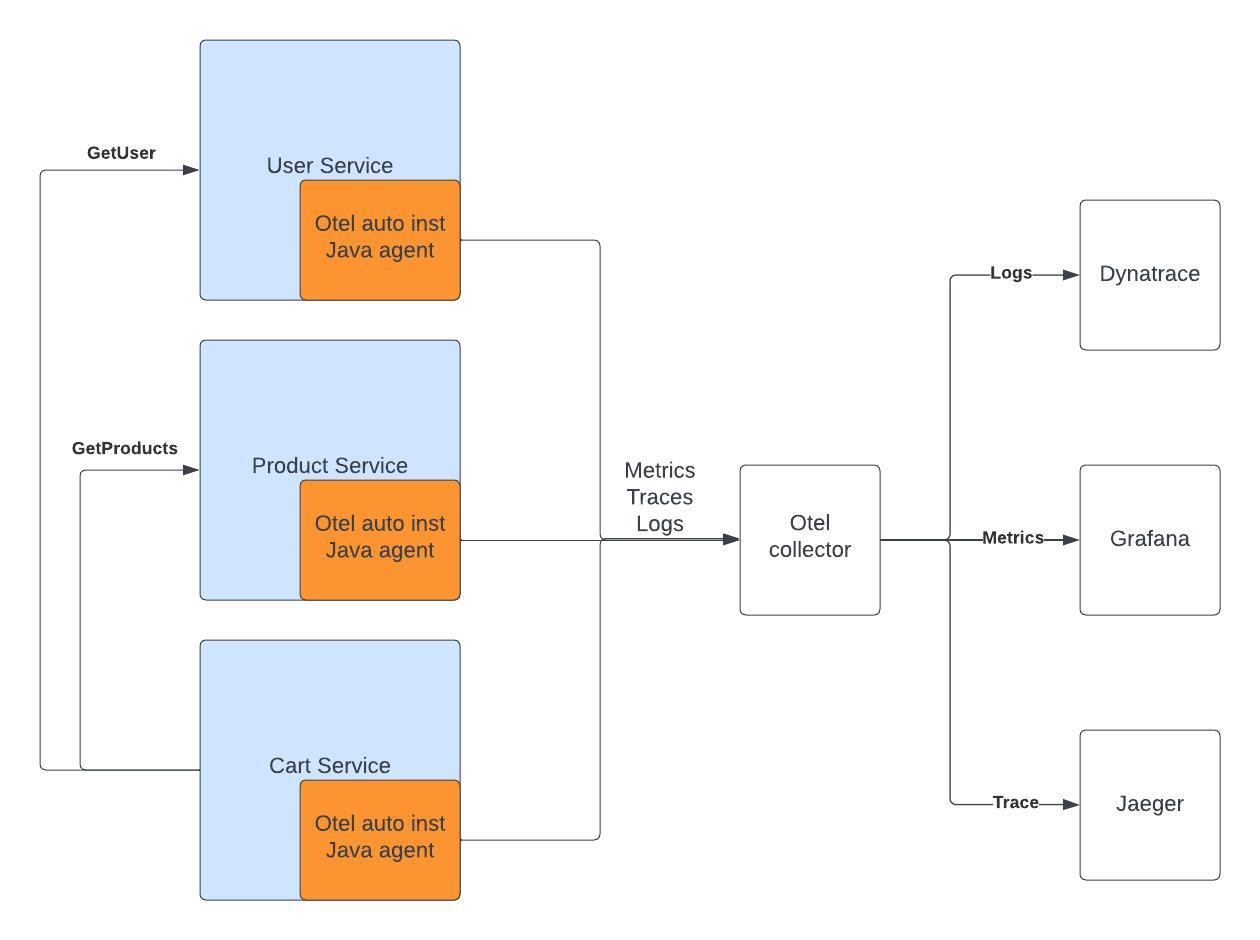 GetUser
User Service
Otel auto inst
Java agent
GetProducts
Product Service
Otel auto inst
Java agent
Cart Service
Otel auto inst
Java agent
Metrics
Traces
Logs
Otel
collector
Logs
Dynatrace
Metrics
Grafana
Trace
Jaeger